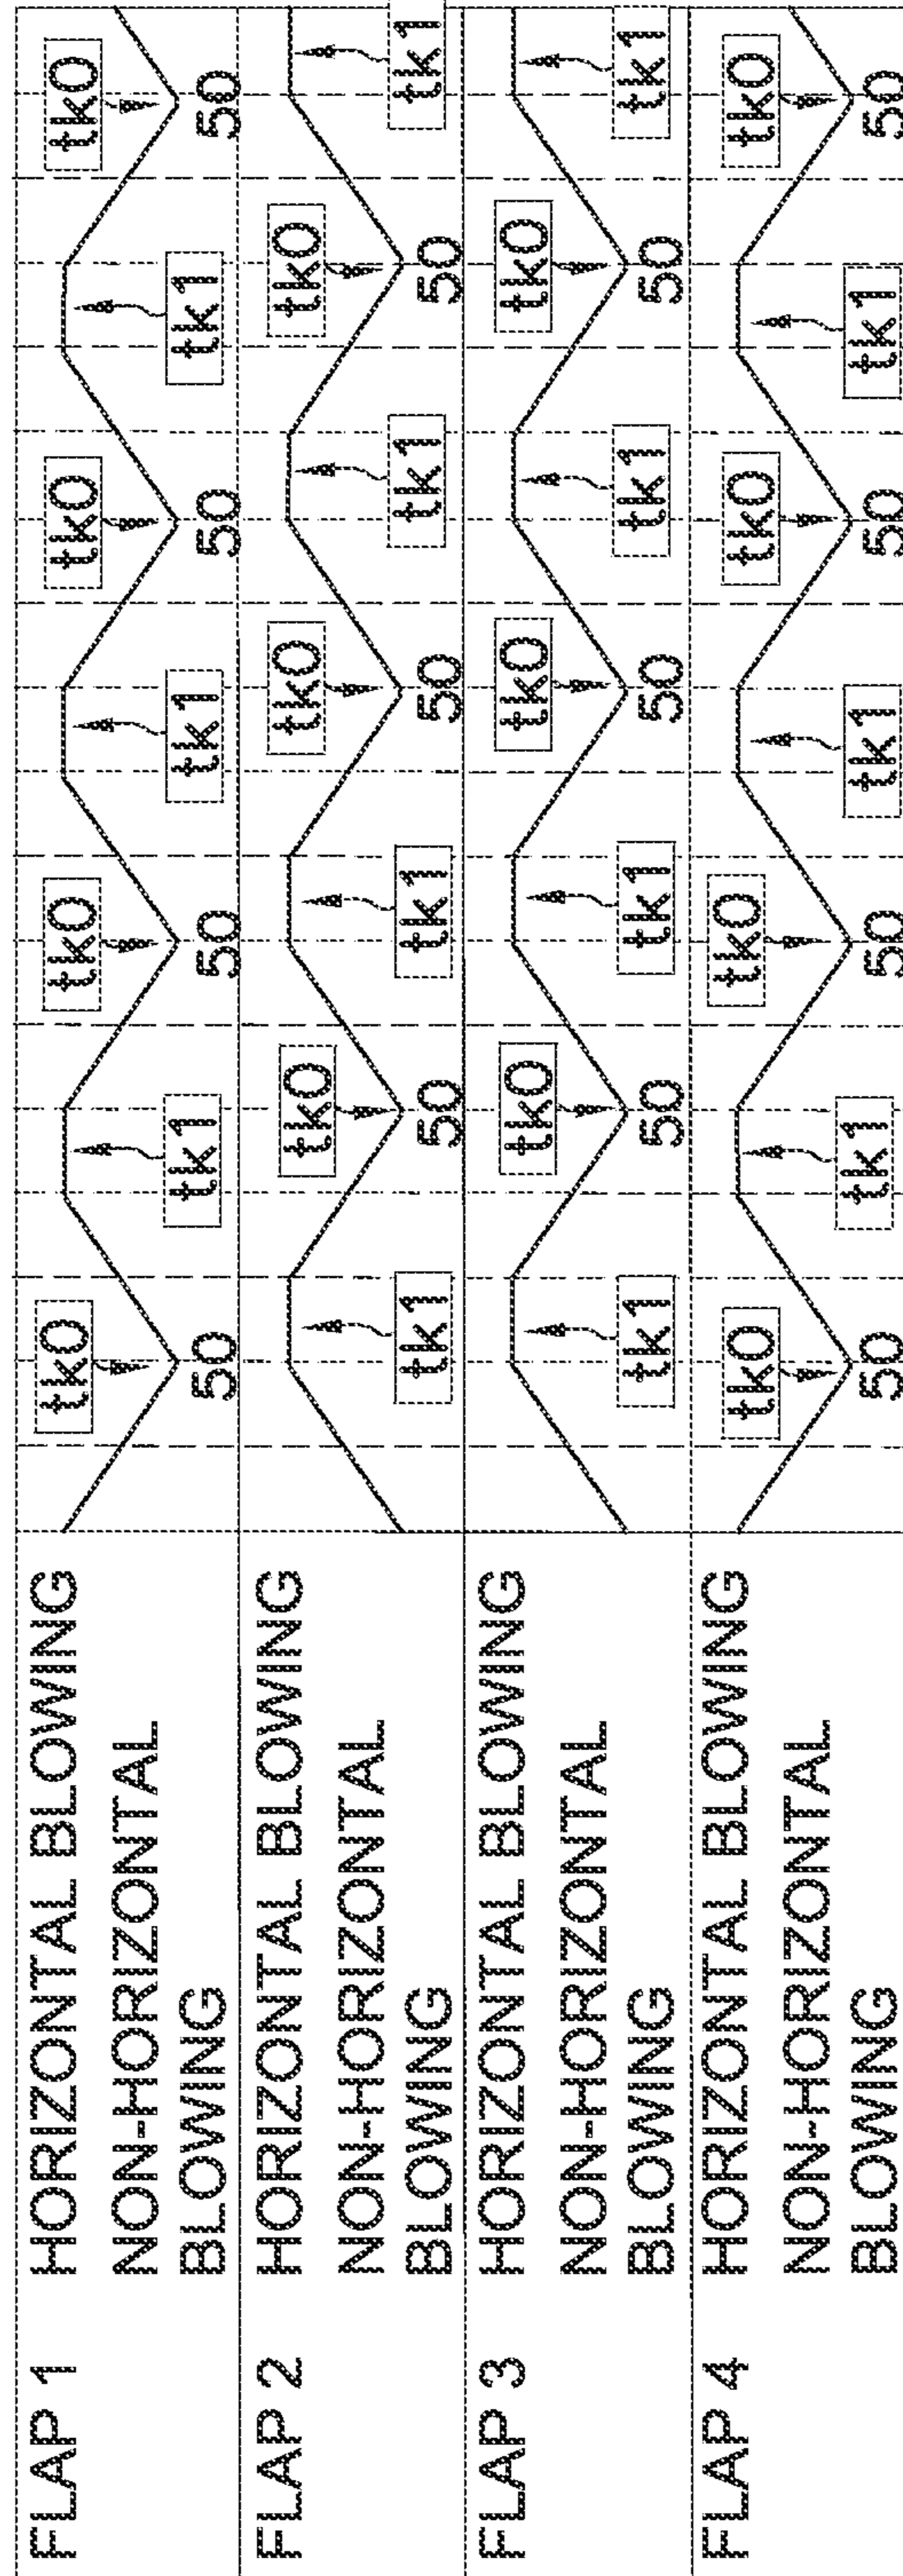 FLAP 1 HORIZONTAL BLOWING
NON-HORIZONTAL
BLOWING
tk0 tk0 tk0 tk0
tk1 tk1 tk1
50 50 50 50
FLAP 2 HORIZONTAL BLOWING
NON-HORIZONTAL
BLOWING
tk0 tk0 tk0
tk1 tk1 tk1 tk1
50 50 50
FLAP 3 HORIZONTAL BLOWING
NON-HORIZONTAL
BLOWING
tk0 tk0 tk0
tk1 tk1 tk1 tk1
50 50 50
FLAP 4 HORIZONTAL BLOWING
NON-HORIZONTAL
BLOWING
tk0 tk0 tk0 tk0
tk1 tk1 tk1
50 50 50 50